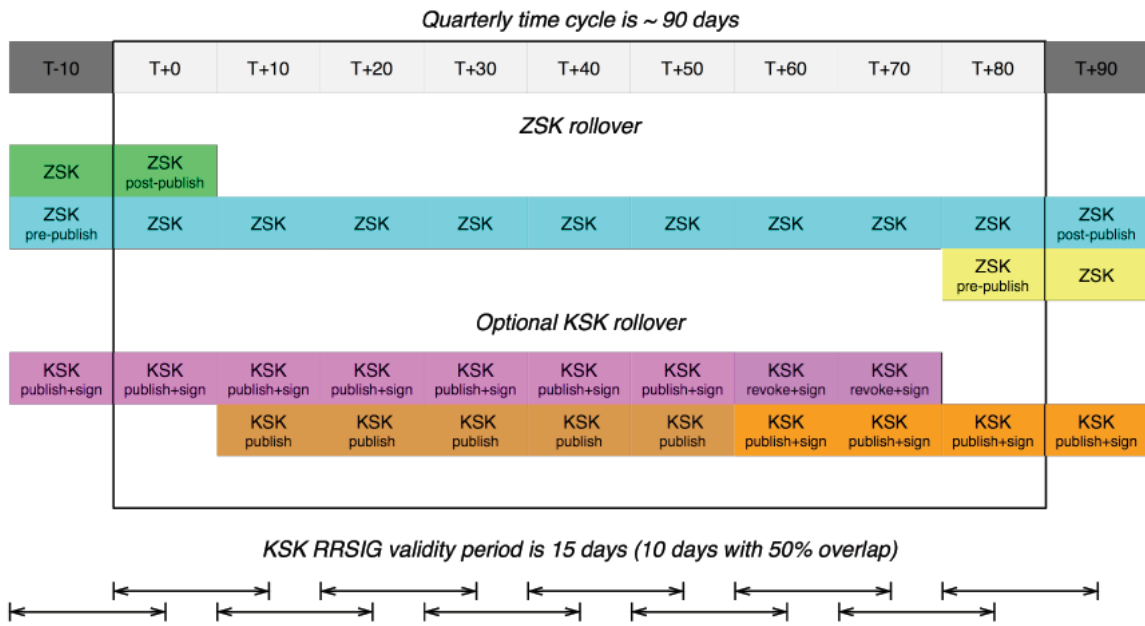 Quarterly time cycle is ~ 90 days
T-10 T+0 T+10 T+20 T+30 T+40 T+50 T+60 T+70 T+80 T+90
ZSK rollover
ZSK ZSK
post-publish
ZSK ZSK ZSK ZSK ZSK ZSK ZSK ZSK ZSK ZSK ZSK
pre-publish post-publish
ZSK ZSK
pre-publish
Optional KSK rollover
KSK KSK KSK KSK KSK KSK KSK KSK KSK
publish+sign publish+sign publish+sign publish+sign publish+sign publish+sign publish+sign revoke+sign revoke+sign
KSK KSK KSK KSK KSK KSK KSK KSK KSK
publish publish publish publish publish publish+sign publish+sign publish+sign publish+sign
KSK RRSIG validity period is 15 days (10 days with 50% overlap)